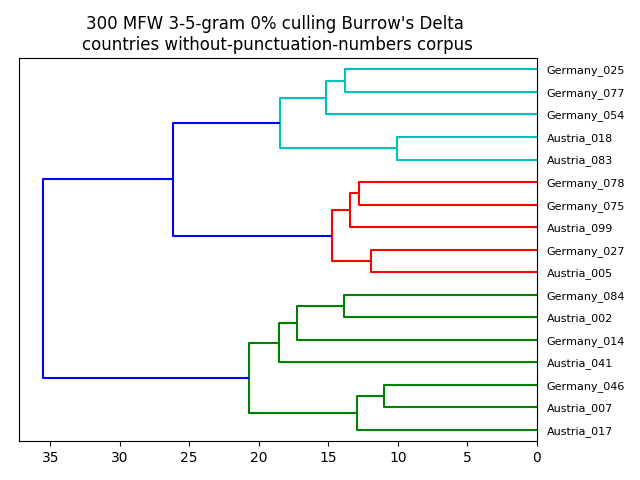 300 MFW 3-5-gram 0% culling Burrow's Delta
countries without-punctuation-numbers corpus
Germany_025
Germany_077
Germany_054
Austria_018
Austria_083
Germany_078
Germany_075
Austria_099
Germany_027
Austria_005
Germany_084
Austria_002
Germany_014
Austria_041
Germany_046
Austria_007
Austria_017
35 30 25 20 15 10 5 0